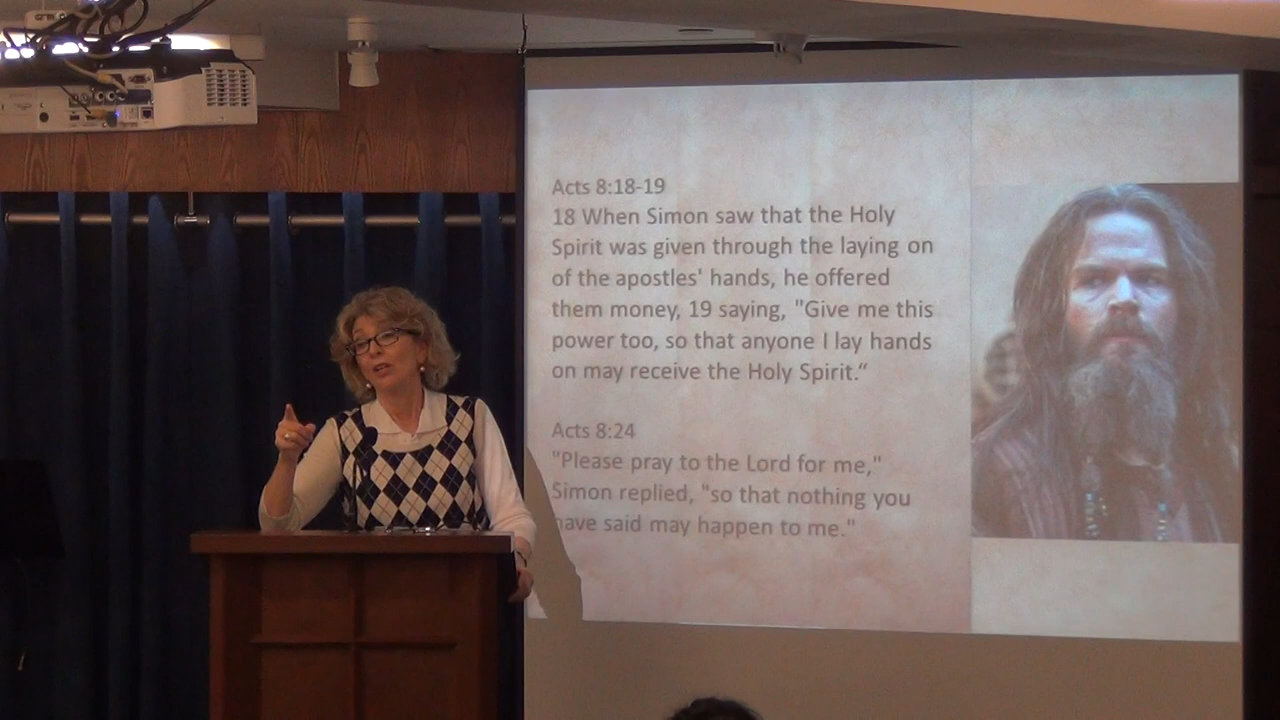 Acts 8:18-19
18 When Simon saw that the Holy
Spirit was given through the laying on
of the apostles' hands, he offered
them money, 19 saying, "Give me this
power too, so that anyone I lay hands
on may receive the Holy Spirit.“
Acts 8:24
"Please pray to the Lord for me,"
Simon replied, "so that nothing you
have said may happen to me."